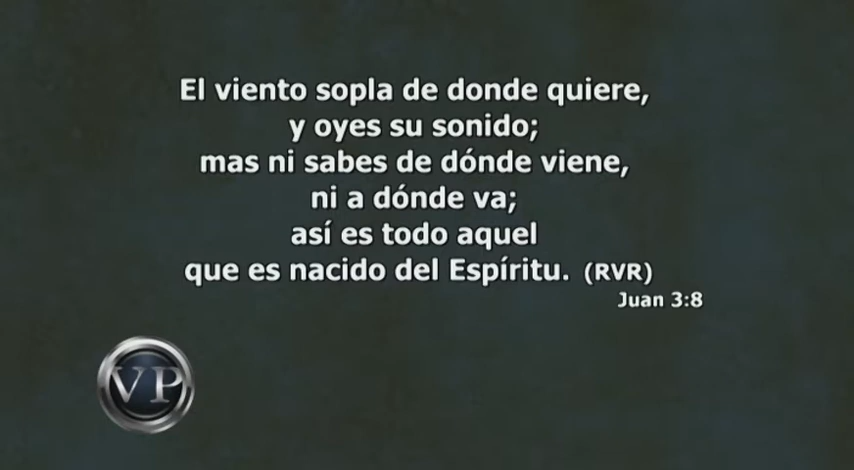 El viento sopla de donde quiere,
y oyes su sonido;
mas ni sabes de dónde viene,
ni a dónde va;
así es todo aquel
que es nacido del Espíritu. (RVR)
Juan 3:8
VP